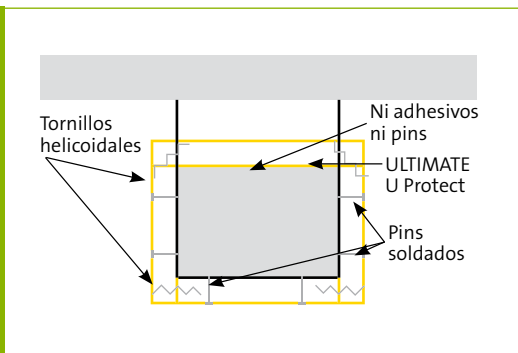 Tornillos
helicoidales
Ni adhesivos
ni pins
ULTIMATE
U Protect
Pins
soldados